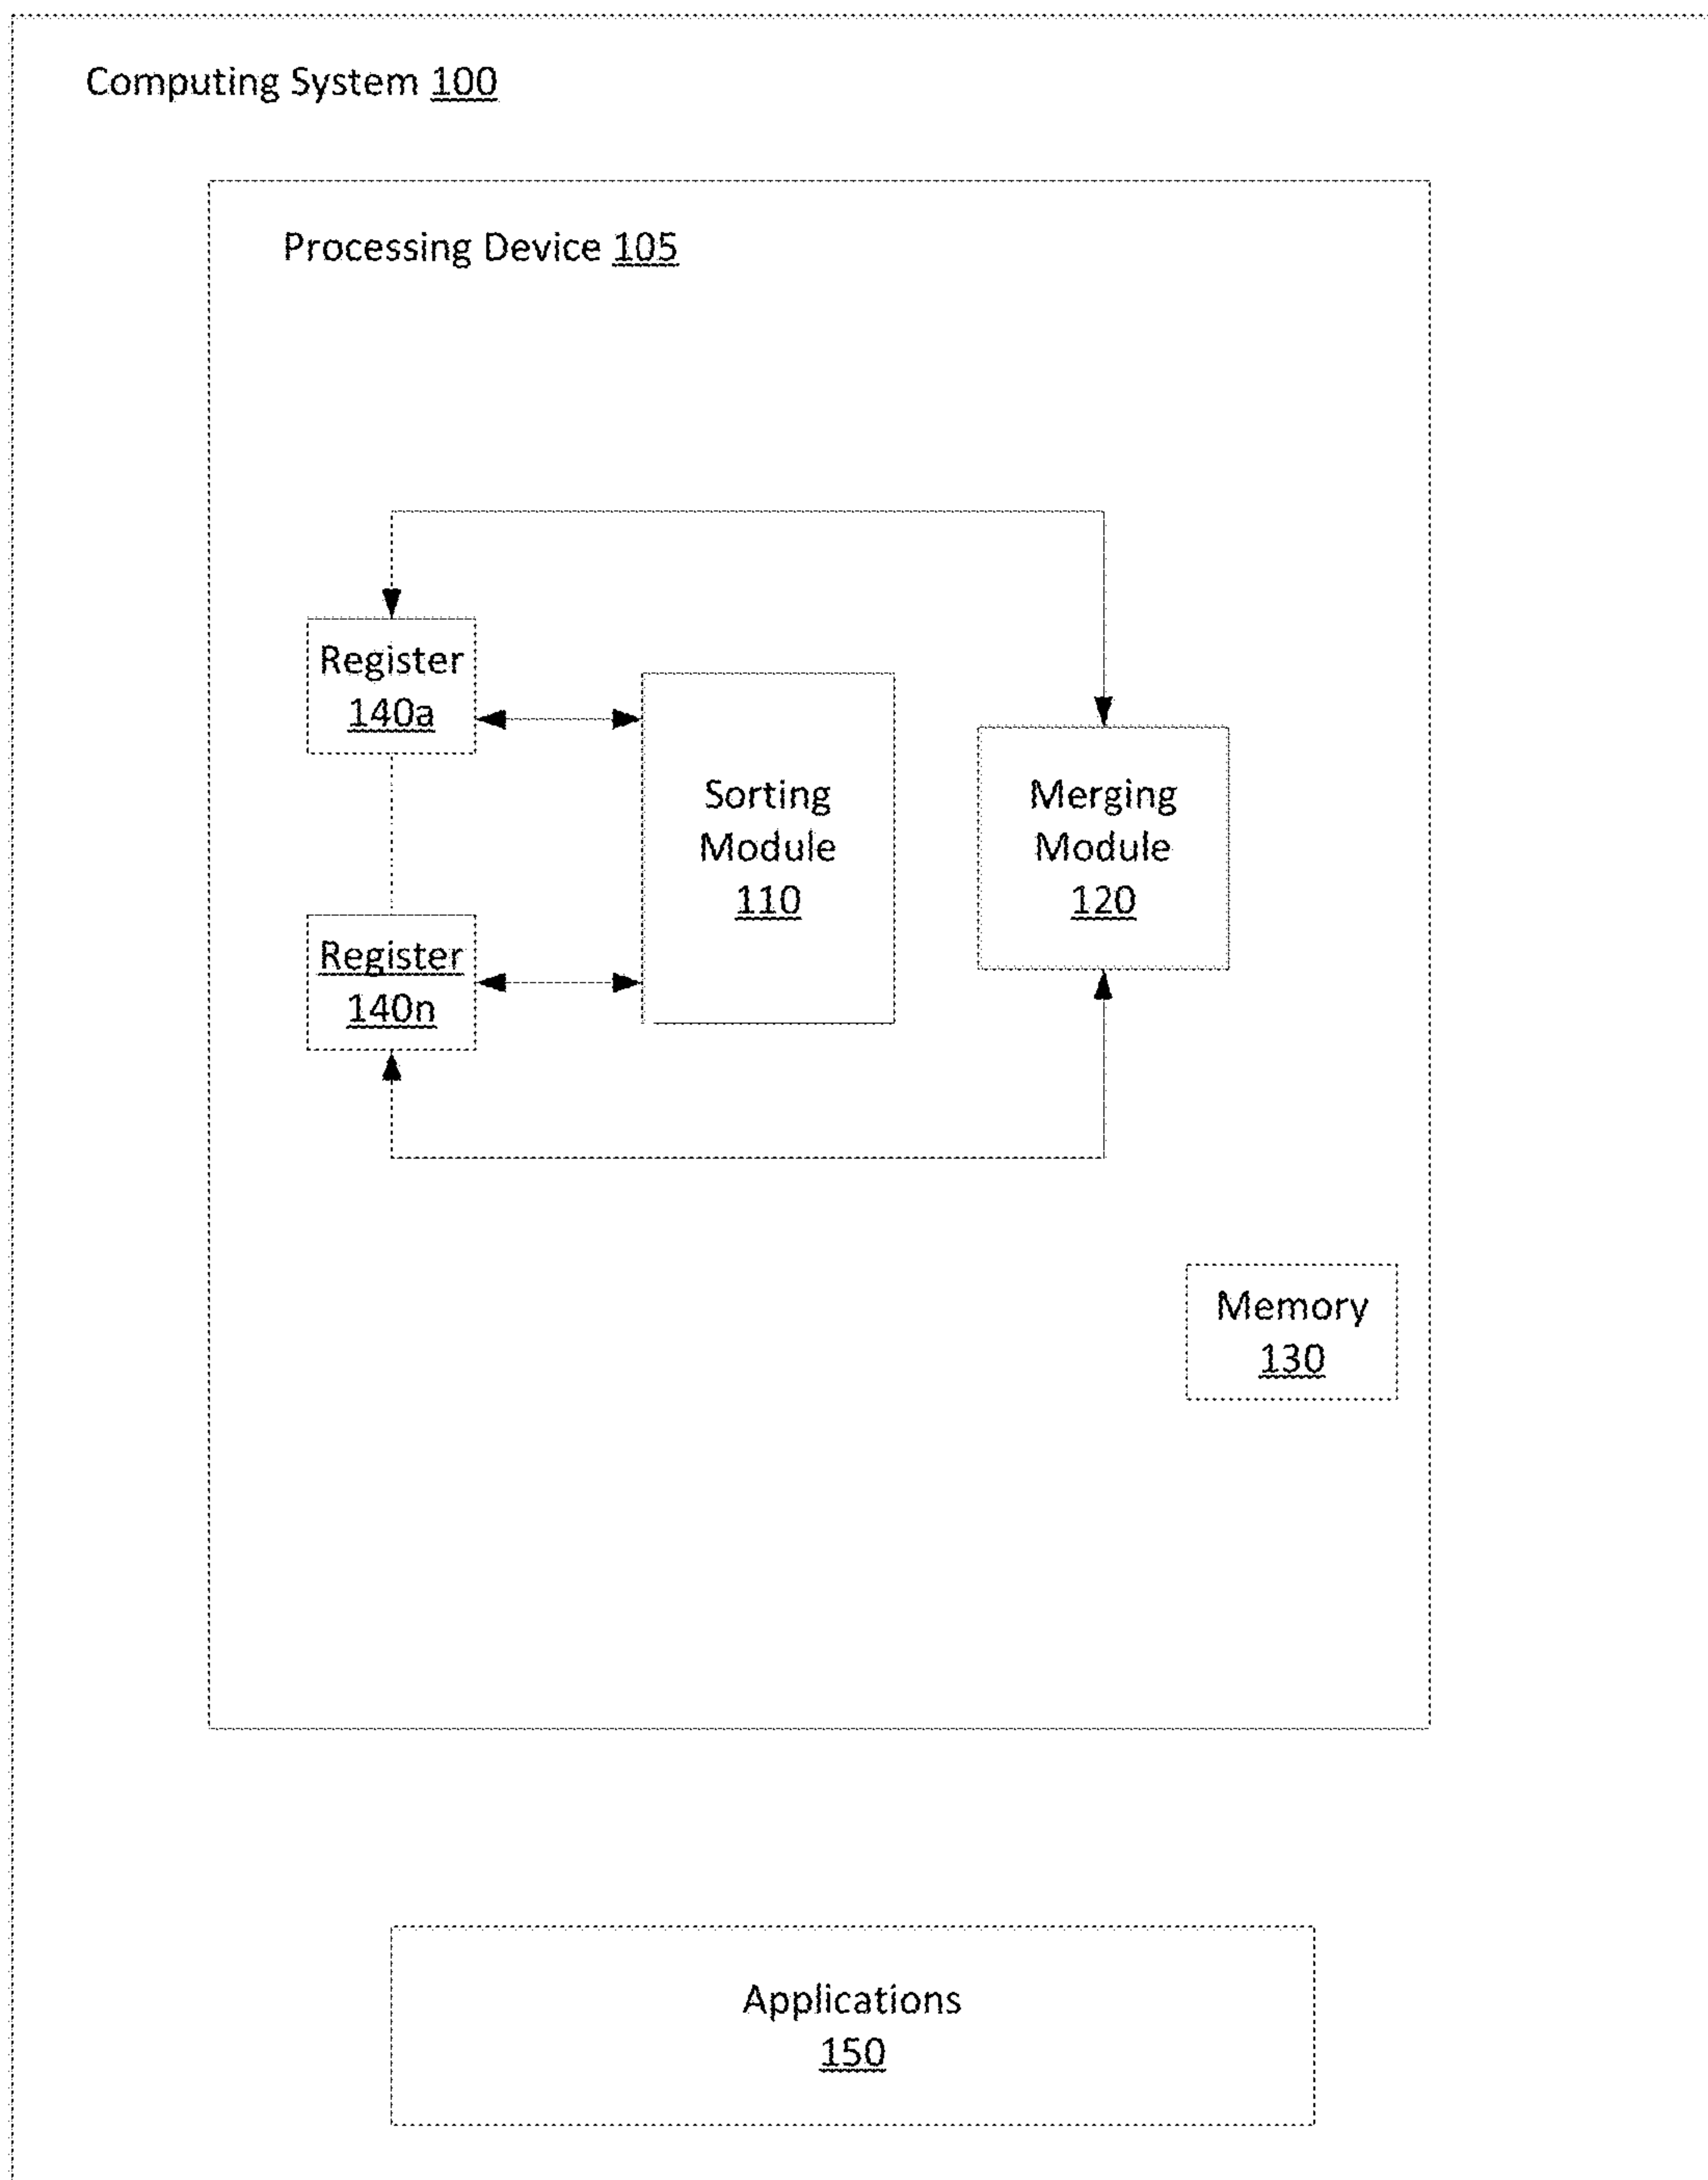 Computing System 100
Processing Device 105
Register
140a
Sorting
Module
110
Merging
Module
120
Register
140n
Memory
130
Applications
150